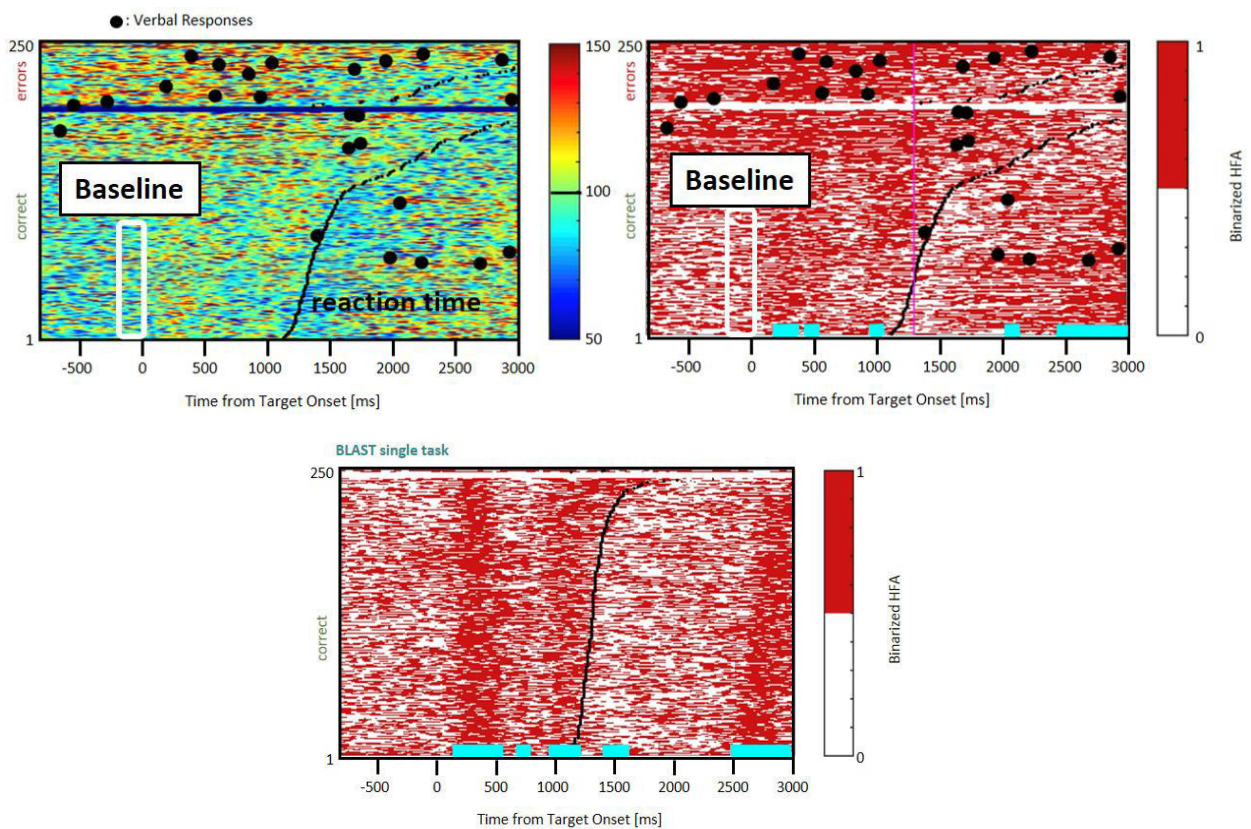 ●: Verbal Responses
250
errors
correct
1
Baseline
reaction time
-500 0 500 1000 1500 2000 2500 3000
Time from Target Onset [ms]
150
100
50
250
errors
correct
1
Baseline
-500 0 500 1000 1500 2000 2500 3000
Time from Target Onset [ms]
1
0
Binarized HFA
BLAST single task
250
correct
1
-500 0 500 1000 1500 2000 2500 3000
Time from Target Onset [ms]
1
0
Binarized HFA